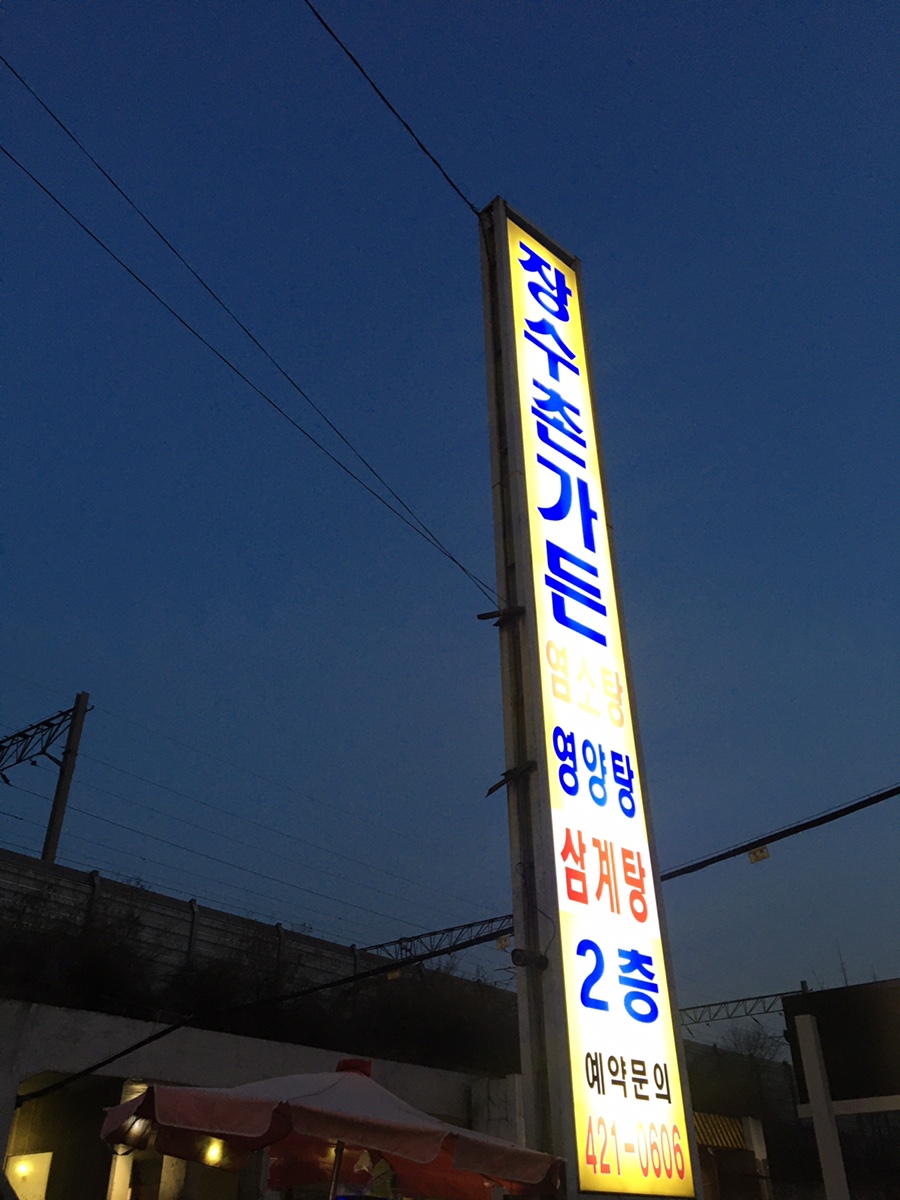 장수촌가든
염소탕
영양탕
삼계탕
2층
예약문의
421-0606